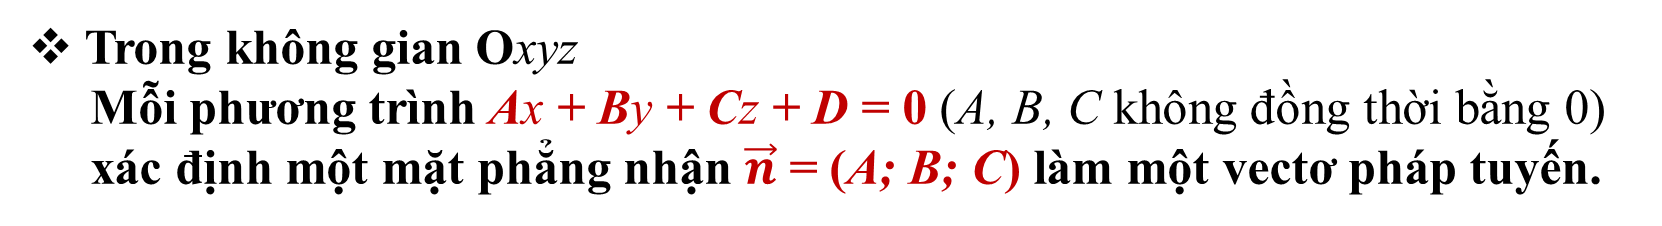 ❖ Trong không gian Oxyz
Mỗi phương trình Ax + By + Cz + D = 0 (A, B, C không đồng thời bằng 0)
xác định một mặt phẳng nhận n⃗ = (A; B; C) làm một vectơ pháp tuyến.